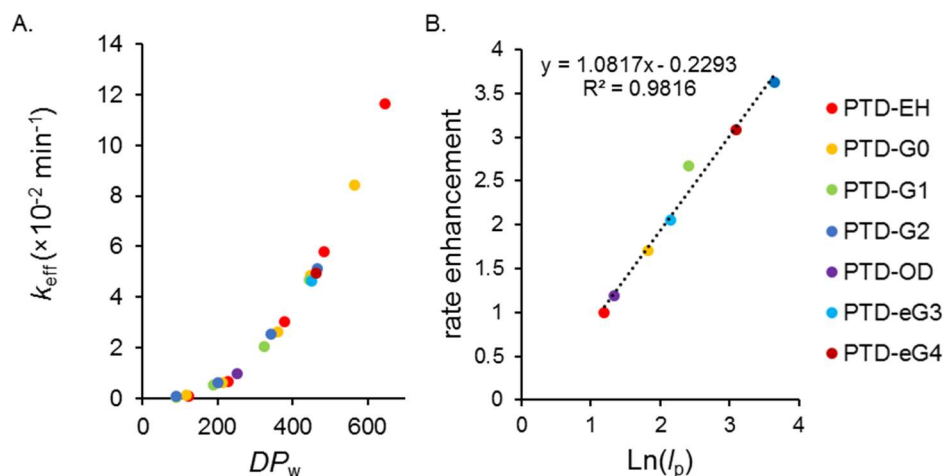 A.
14
12
10
8
6
4
2
0
0
200
400
600
k_eff (×10⁻² min⁻¹)
DP_w
B.
y = 1.0817x - 0.2293
R² = 0.9816
4
3.5
3
2.5
2
1.5
1
0.5
0
0
1
2
3
4
rate enhancement
Ln(l_p)
PTD-EH
PTD-G0
PTD-G1
PTD-G2
PTD-OD
PTD-eG3
PTD-eG4